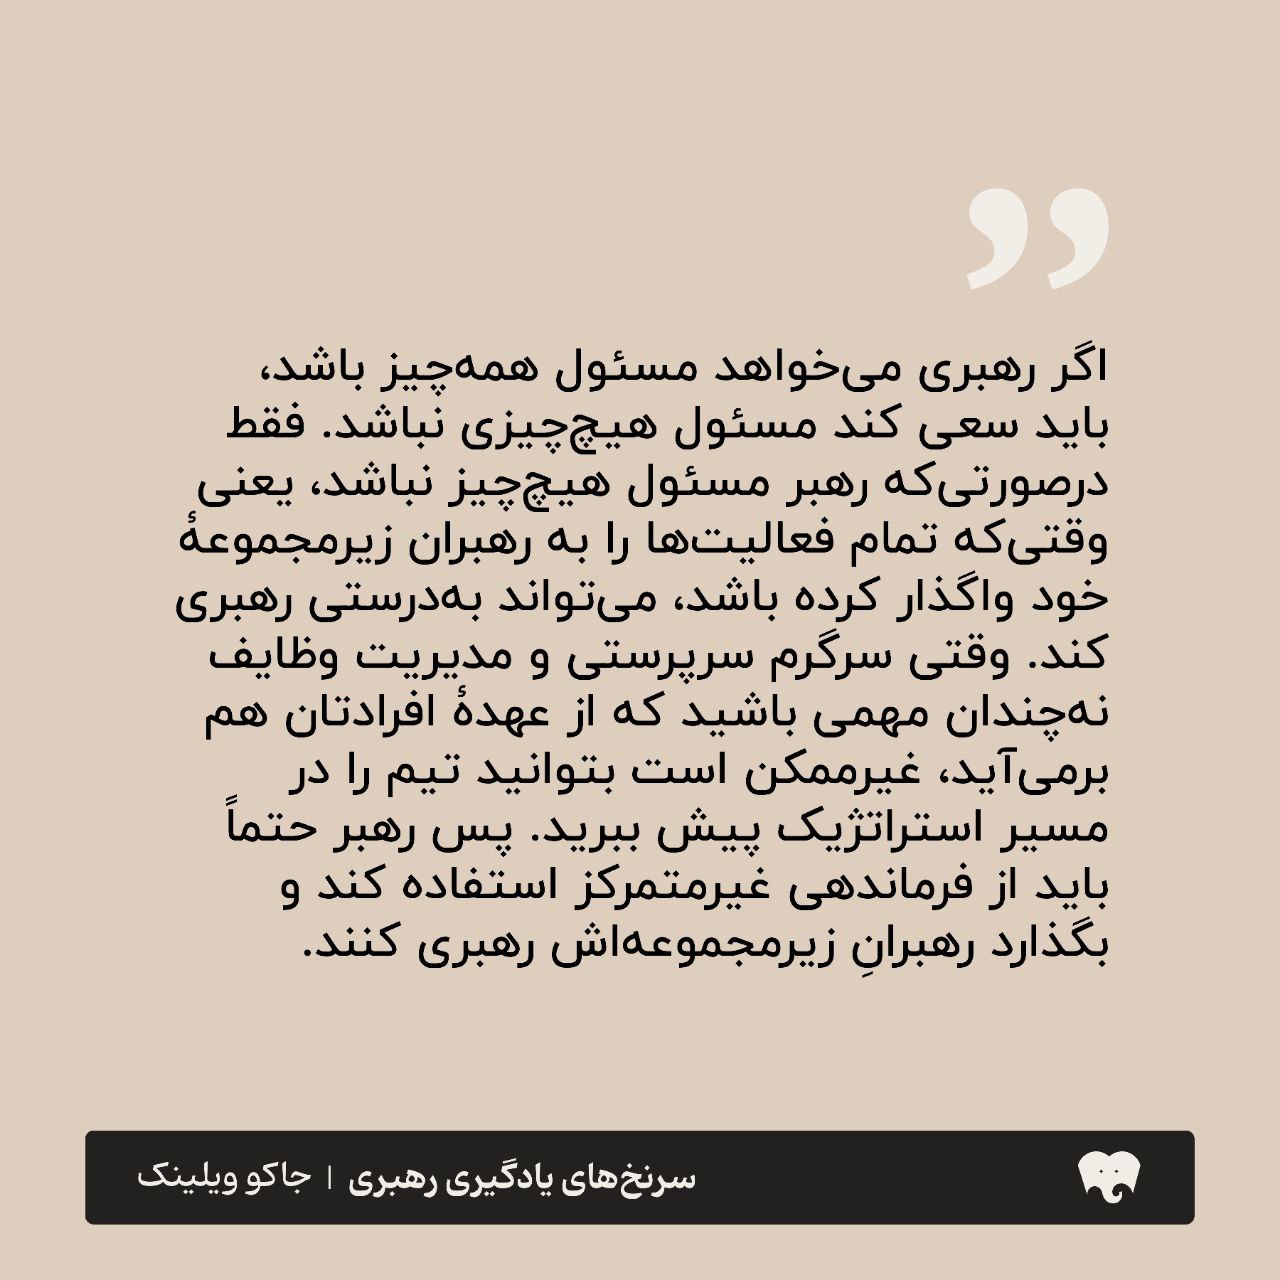 اگر رهبری می‌خواهد مسئول همه‌چیز باشد،
باید سعی کند مسئول هیچ‌چیزی نباشد. فقط
درصورتی‌که رهبر مسئول هیچ‌چیز نباشد، یعنی
وقتی‌که تمام فعالیت‌ها را به رهبران زیرمجموعهٔ
خود واگذار کرده باشد، می‌تواند به‌درستی رهبری
کند. وقتی سرگرم سرپرستی و مدیریت وظایف
نه‌چندان مهمی باشید که از عهدهٔ افرادتان هم
برمی‌آید، غیرممکن است بتوانید تیم را در
مسیر استراتژیک پیش ببرید. پس رهبر حتماً
باید از فرماندهی غیرمتمرکز استفاده کند و
بگذارد رهبرانِ زیرمجموعه‌اش رهبری کنند.
سرنخ‌های یادگیری رهبری | جاکو ویلینک